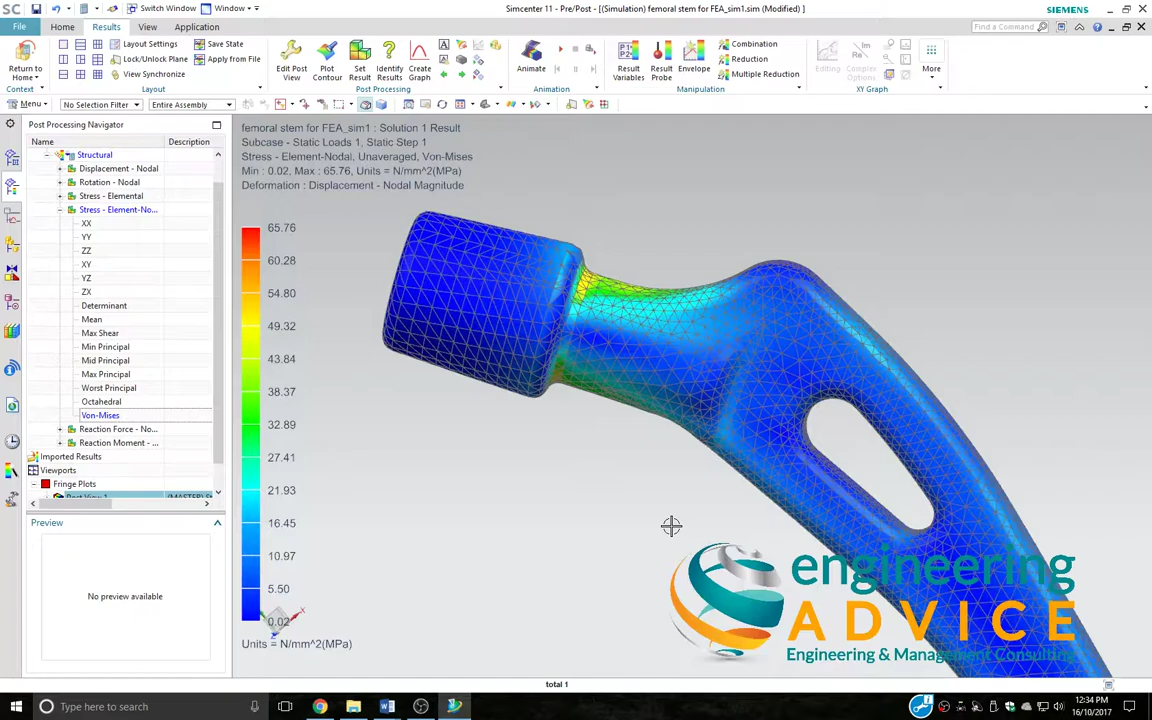 SC
Switch Window
Window
Simcenter 11 - Pre/Post - [(Simulation) femoral stem for FEA_sim1.sim (Modified) ]
SIEMENS
File
Home
Results
View
Application
Find a Command
Return to Home
Context
Layout Settings
Lock/Unlock Plane
View Synchronize
Save State
Apply from File
Layout
Edit Post View
Plot Contour
Set Result
Identify Results
Create Graph
Post Processing
Animate
Animation
Result Variables
Result Probe
Envelope
Combination
Reduction
Multiple Reduction
Manipulation
Editing
Complex Options
XY Graph
More
Menu
No Selection Filter
Entire Assembly
Post Processing Navigator
Name
Description
Structural
Displacement - Nodal
Rotation - Nodal
Stress - Elemental
Stress - Element-No...
XX
YY
ZZ
XY
YZ
ZX
Determinant
Mean
Max Shear
Min Principal
Mid Principal
Max Principal
Worst Principal
Octahedral
Von-Mises
Reaction Force - No...
Reaction Moment - ...
Imported Results
Viewports
Fringe Plots
Post View 1
Preview
No preview available
femoral stem for FEA_sim1 : Solution 1 Result
Subcase - Static Loads 1, Static Step 1
Stress - Element-Nodal, Unaveraged, Von-Mises
Min : 0.02, Max : 65.76, Units = N/mm^2(MPa)
Deformation : Displacement - Nodal Magnitude
65.76
60.28
54.80
49.32
43.84
38.37
32.89
27.41
21.93
16.45
10.97
5.50
0.02
X
Units = N/mm^2(MPa)
engineering
ADVICE
Engineering & Management Consulting
total 1
Type here to search
12:34 PM
16/10/2017